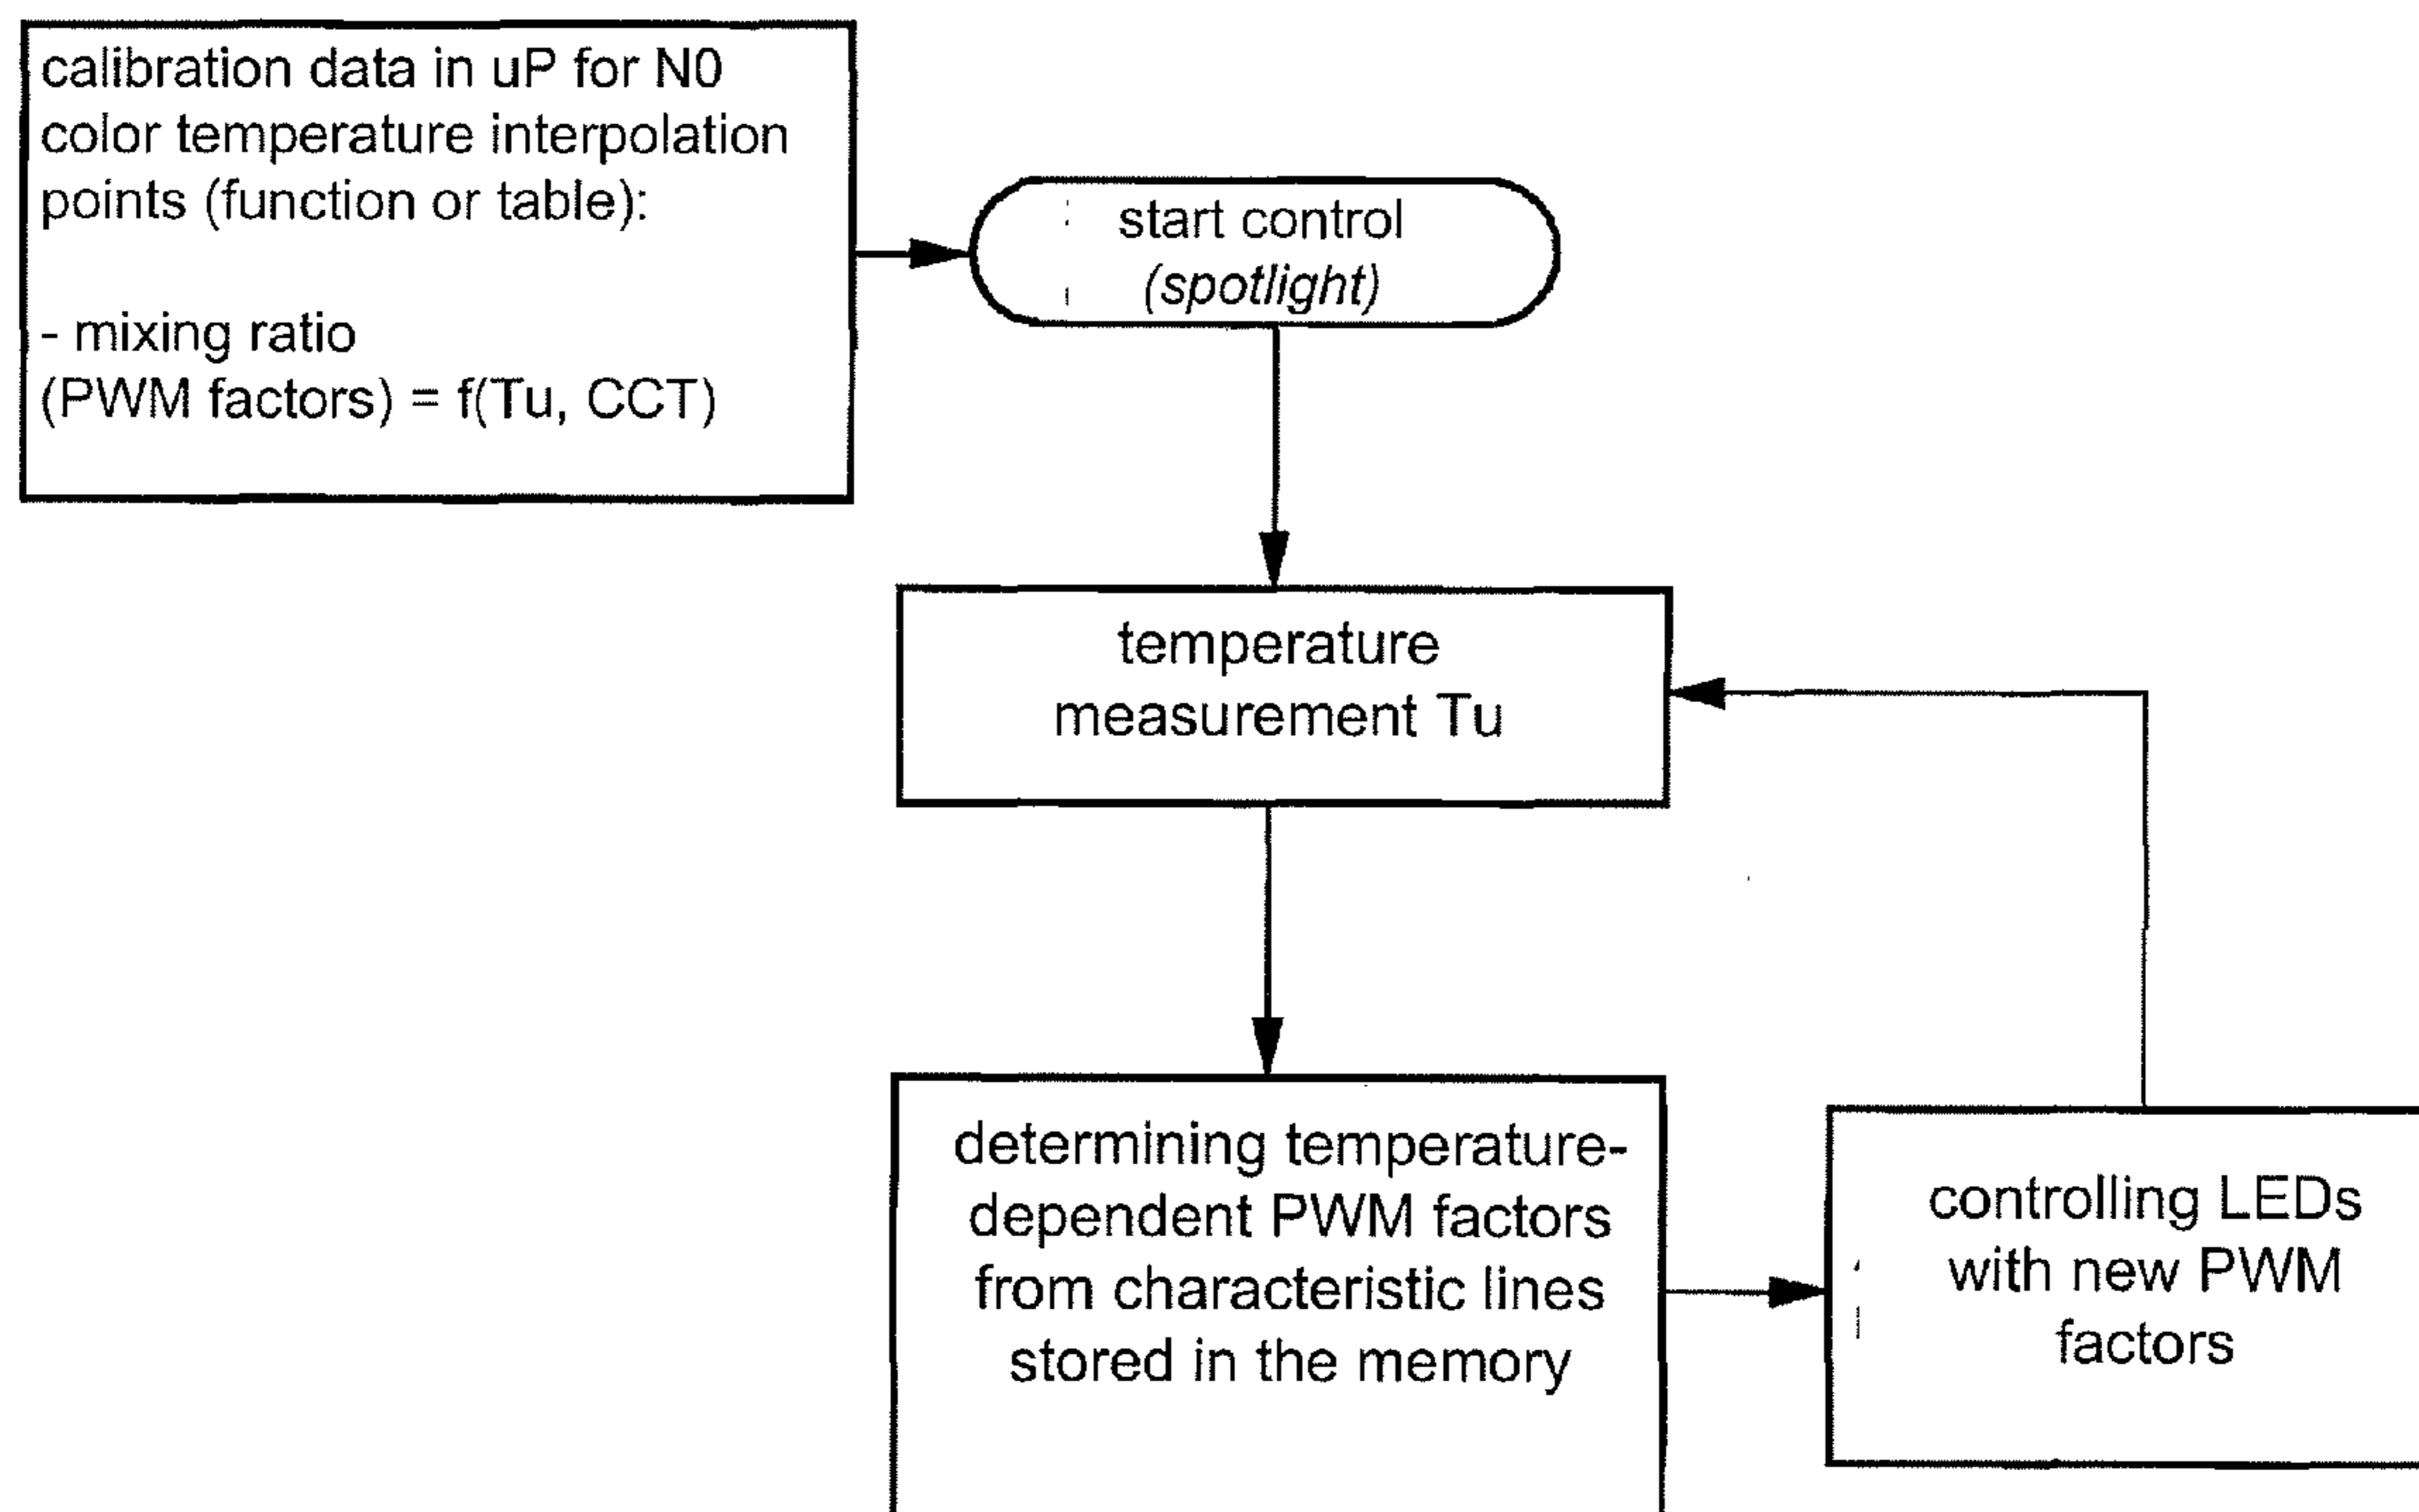 calibration data in uP for N0
color temperature interpolation
points (function or table):
- mixing ratio
(PWM factors) = f(Tu, CCT)
start control
(spotlight)
temperature
measurement Tu
determining temperature-
dependent PWM factors
from characteristic lines
stored in the memory
controlling LEDs
with new PWM
factors